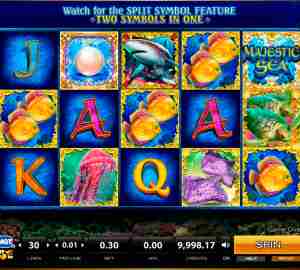 Watch for the SPLIT SYMBOL FEATURE
TWO SYMBOLS IN ONE
J
MAJESTIC
SEA
A A
K Q
30 0.01 0.30 0.00 9,998.17 SPIN